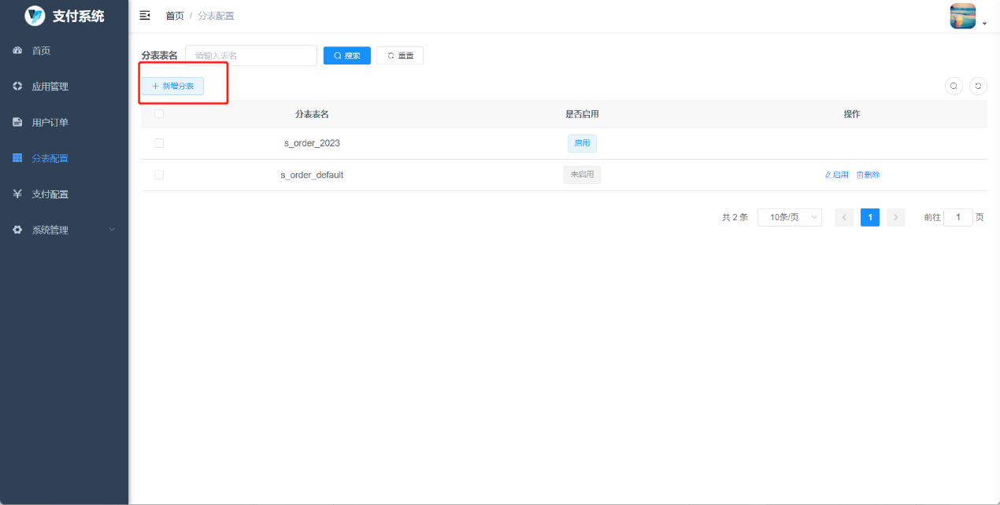 支付系统
首页
应用管理
用户订单
分表配置
支付配置
系统管理
首页 / 分表配置
分表表名 请输入表名 搜索 重置
+ 新增分表
分表表名 是否启用 操作
s_order_2023 启用
s_order_default 未启用 启用 删除
共 2 条 10条/页 < 1 > 前往 1 页